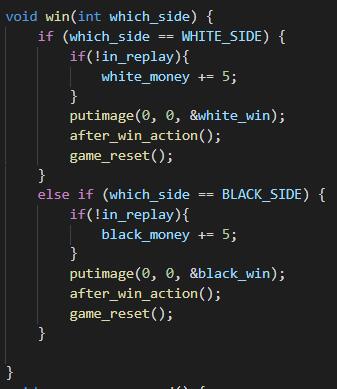 void win(int which_side) {
    if (which_side == WHITE_SIDE) {
        if(!in_replay){
            white_money += 5;
        }
        putimage(0, 0, &white_win);
        after_win_action();
        game_reset();
    }
    else if (which_side == BLACK_SIDE) {
        if(!in_replay){
            black_money += 5;
        }
        putimage(0, 0, &black_win);
        after_win_action();
        game_reset();
    }
}